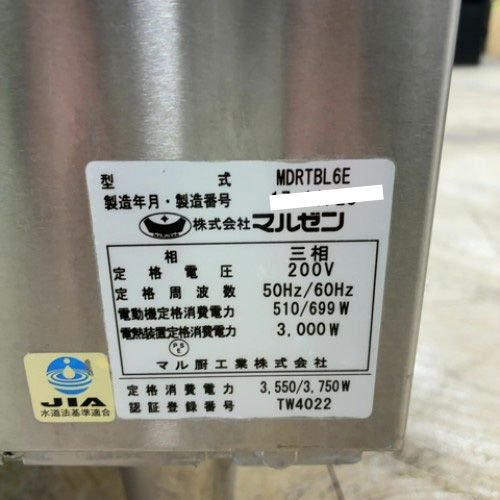 型式 MDRTBL6E
製造年月・製造番号
株式会社マルゼン
相 三相
定格電圧 200V
定格周波数 50Hz/60Hz
電動機定格消費電力 510/699W
電熱装置定格消費電力 3,000W
PSE
マル厨工業株式会社
定格消費電力 3,550/3,750W
認証登録番号 TW4022
JIA
水道法基準適合